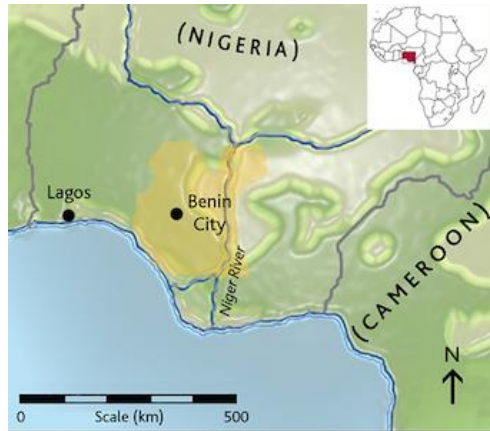 (NIGERIA)
Lagos
Benin
City
Niger River
(CAMEROON)
N
0 Scale (km) 500